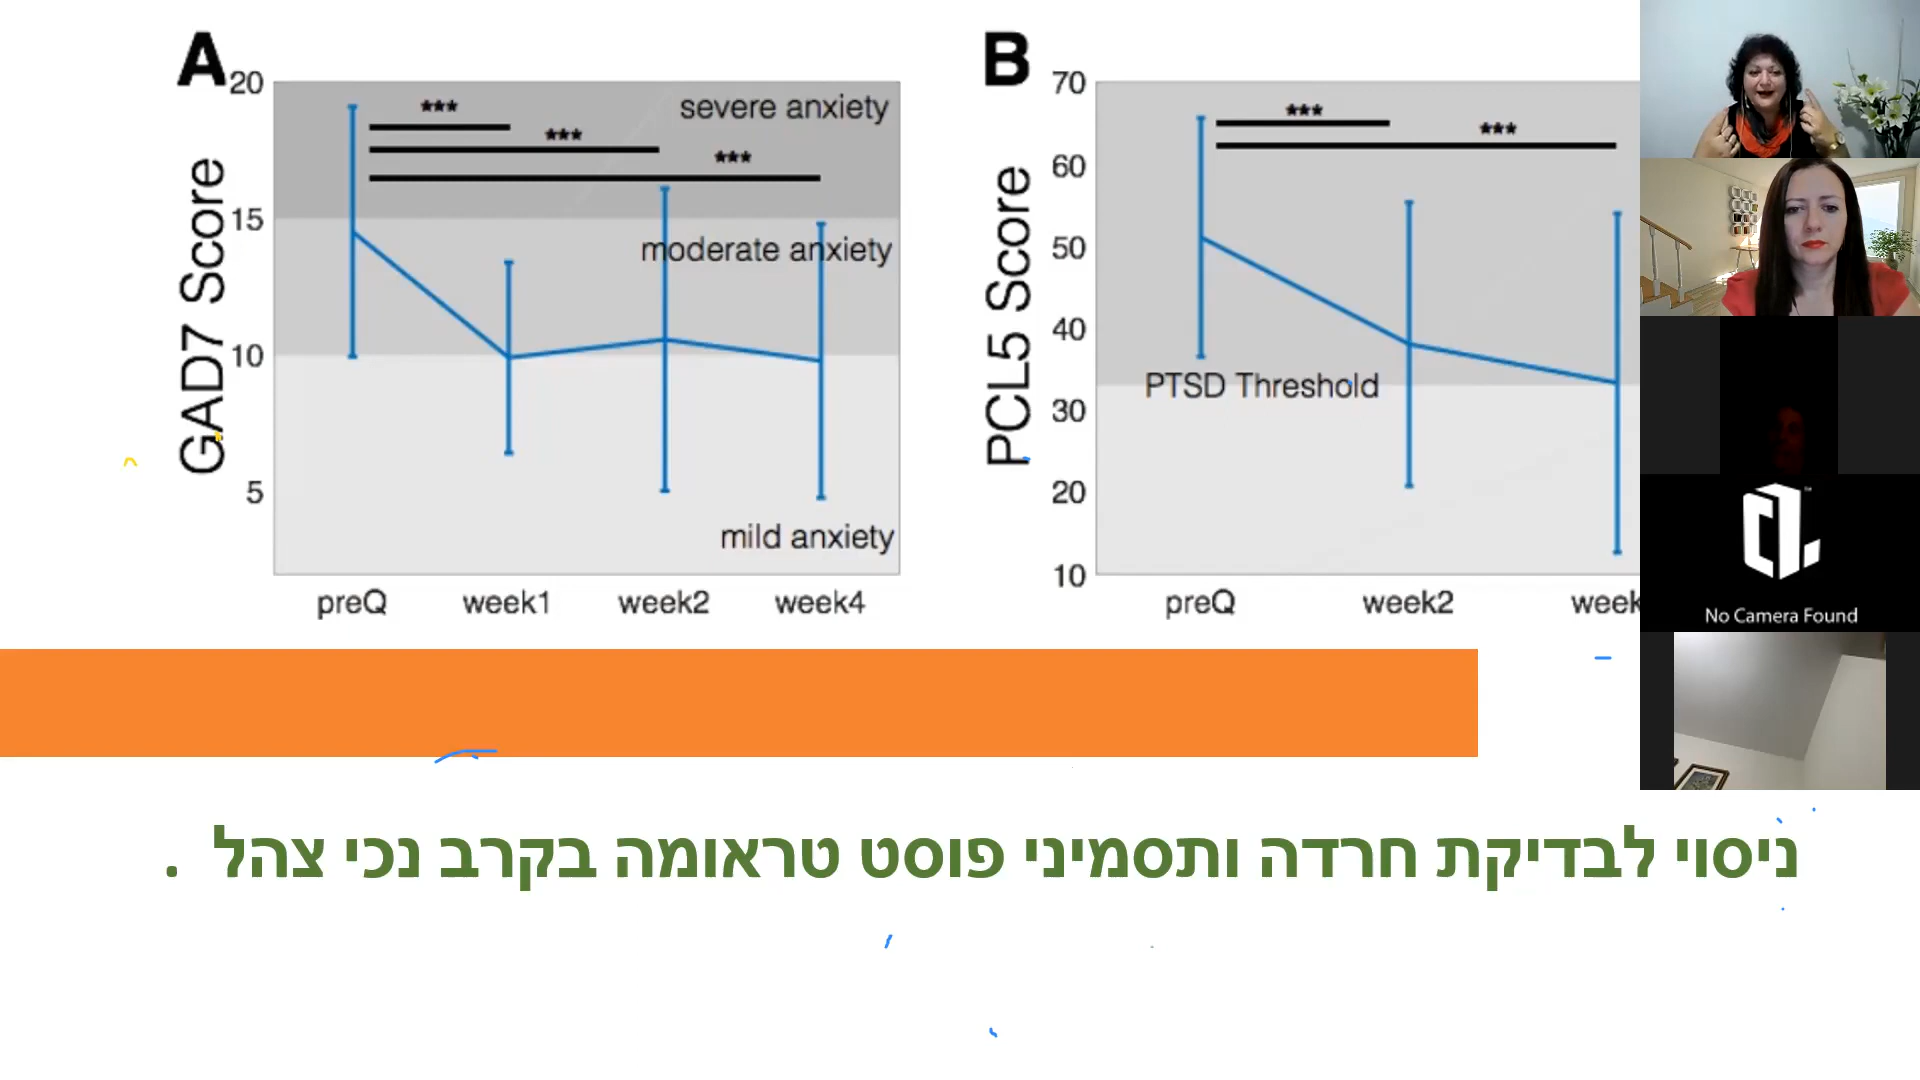 A
B
20
15
10
5
GAD7 Score
***
***
***
severe anxiety
moderate anxiety
mild anxiety
preQ week1 week2 week4
70
60
50
40
30
20
10
PCL5 Score
***
***
PTSD Threshold
preQ week2 week
No Camera Found
ניסוי לבדיקת חרדה ותסמיני פוסט טראומה בקרב נכי צהל .